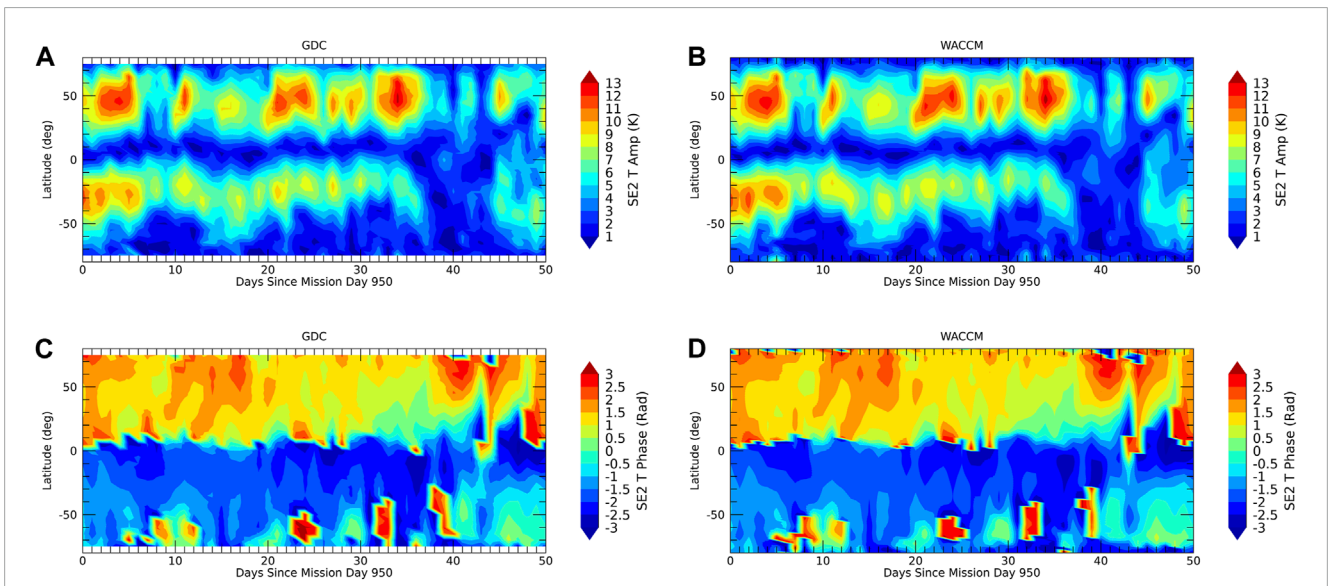 A
GDC
50
0
-50
Latitude (deg)
0 10 20 30 40 50
Days Since Mission Day 950
13
12
11
10
9
8
7
6
5
4
3
2
1
SE2 T Amp (K)
B
WACCM
50
0
-50
Latitude (deg)
0 10 20 30 40 50
Days Since Mission Day 950
13
12
11
10
9
8
7
6
5
4
3
2
1
SE2 T Amp (K)
C
GDC
50
0
-50
Latitude (deg)
0 10 20 30 40 50
Days Since Mission Day 950
3
2.5
2
1.5
1
0.5
0
-0.5
-1
-1.5
-2
-2.5
-3
SE2 T Phase (Rad)
D
WACCM
50
0
-50
Latitude (deg)
0 10 20 30 40 50
Days Since Mission Day 950
3
2.5
2
1.5
1
0.5
0
-0.5
-1
-1.5
-2
-2.5
-3
SE2 T Phase (Rad)